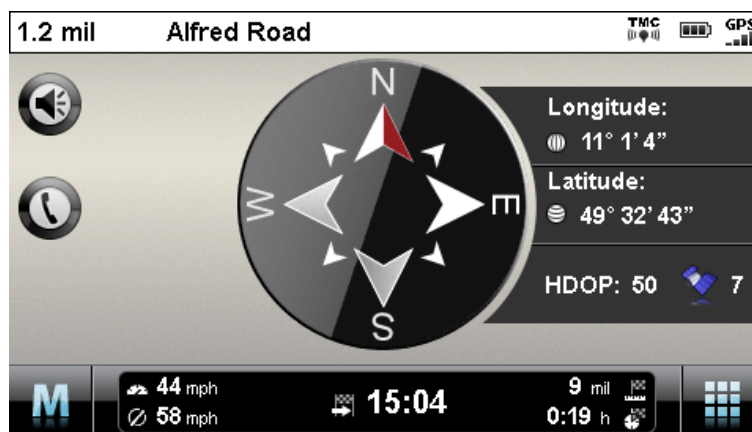 1.2 mil Alfred Road TMC GPS
N
W E
S
Longitude:
11° 1' 4”
Latitude:
49° 32' 43”
HDOP: 50 7
M
44 mph
58 mph
15:04
9 mil
0:19 h